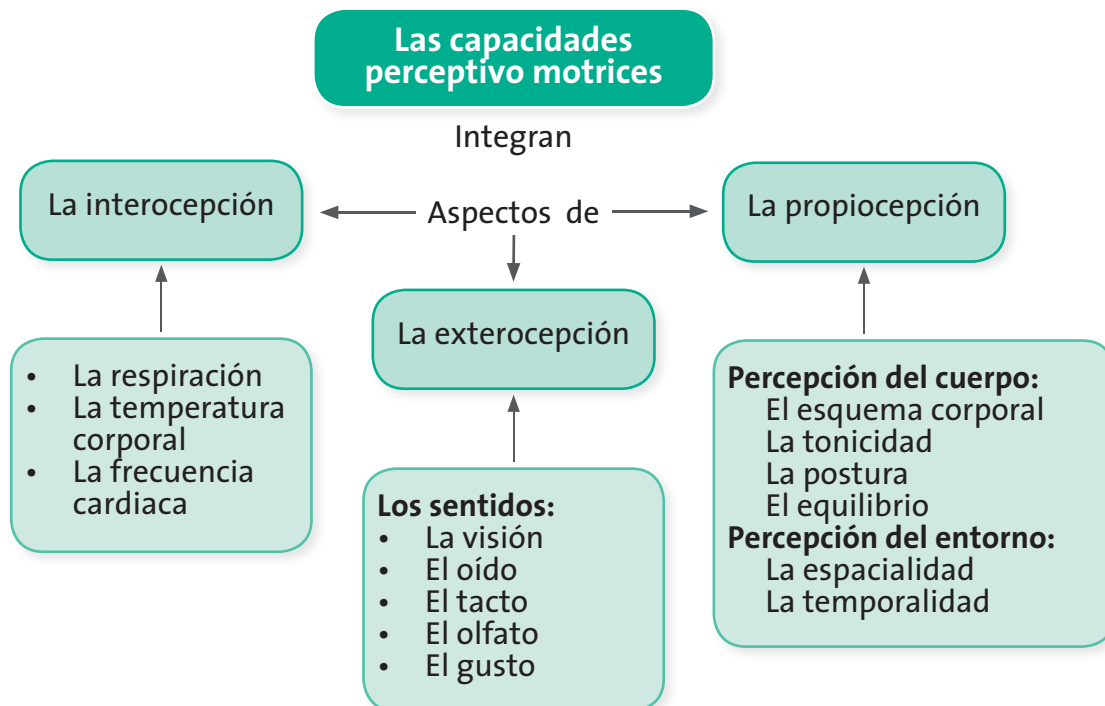 Las capacidades
perceptivo motrices
Integran
Aspectos de
La interocepción
La exterocepción
La propiocepción
• La respiración
• La temperatura
corporal
• La frecuencia
cardiaca
Los sentidos:
• La visión
• El oído
• El tacto
• El olfato
• El gusto
Percepción del cuerpo:
El esquema corporal
La tonicidad
La postura
El equilibrio
Percepción del entorno:
La espacialidad
La temporalidad